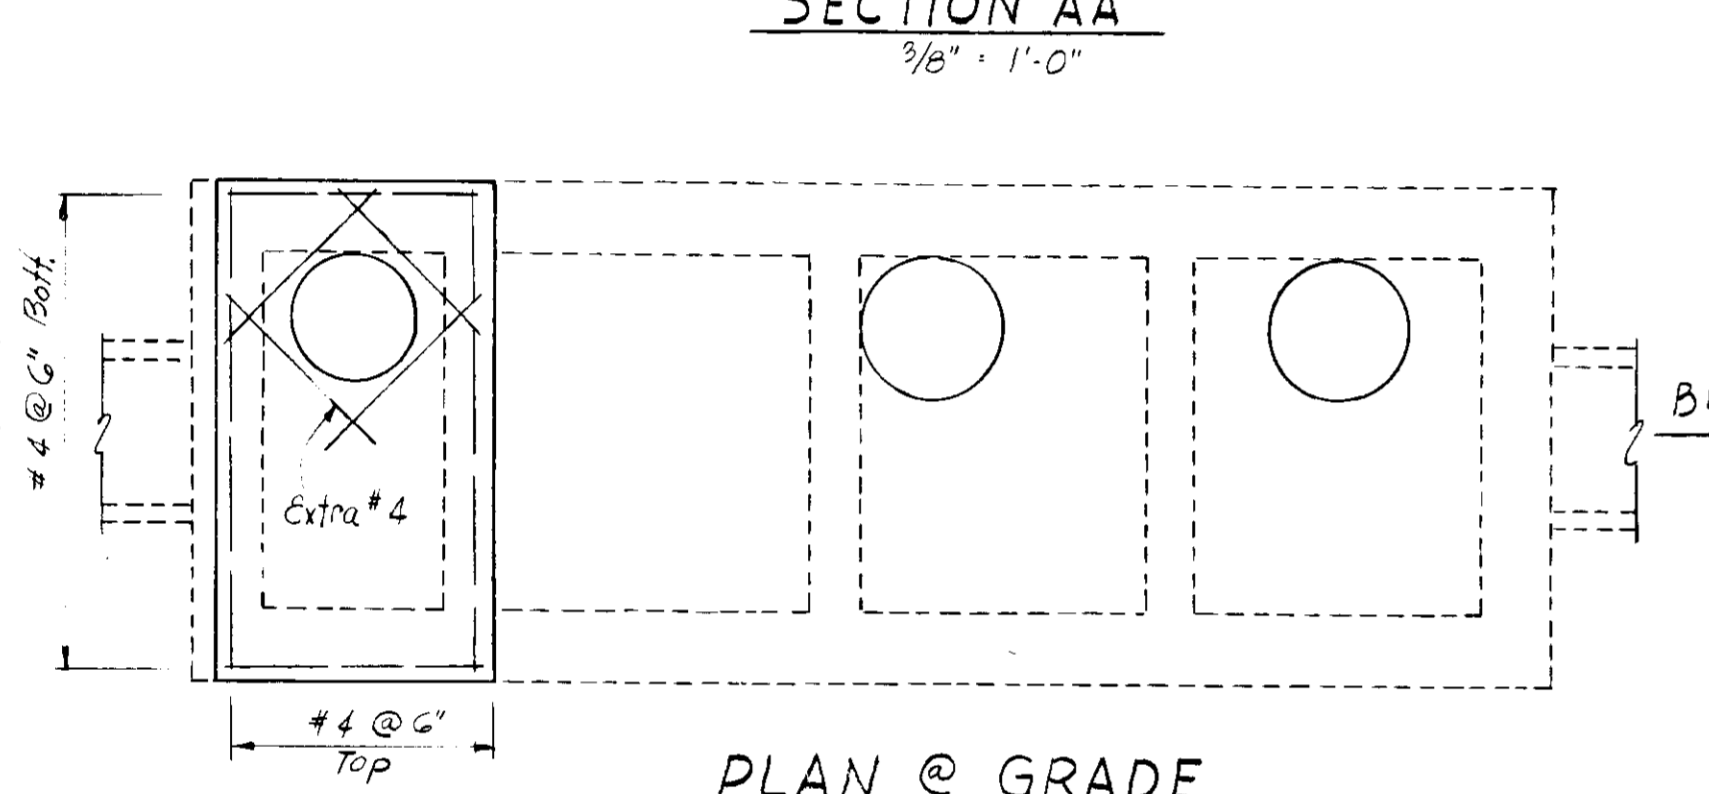 SECTION AA
3/8" = 1'-0"
#4 @ 6" Bott.
Extra #4
#4 @ 6"
Top
PLAN @ GRADE